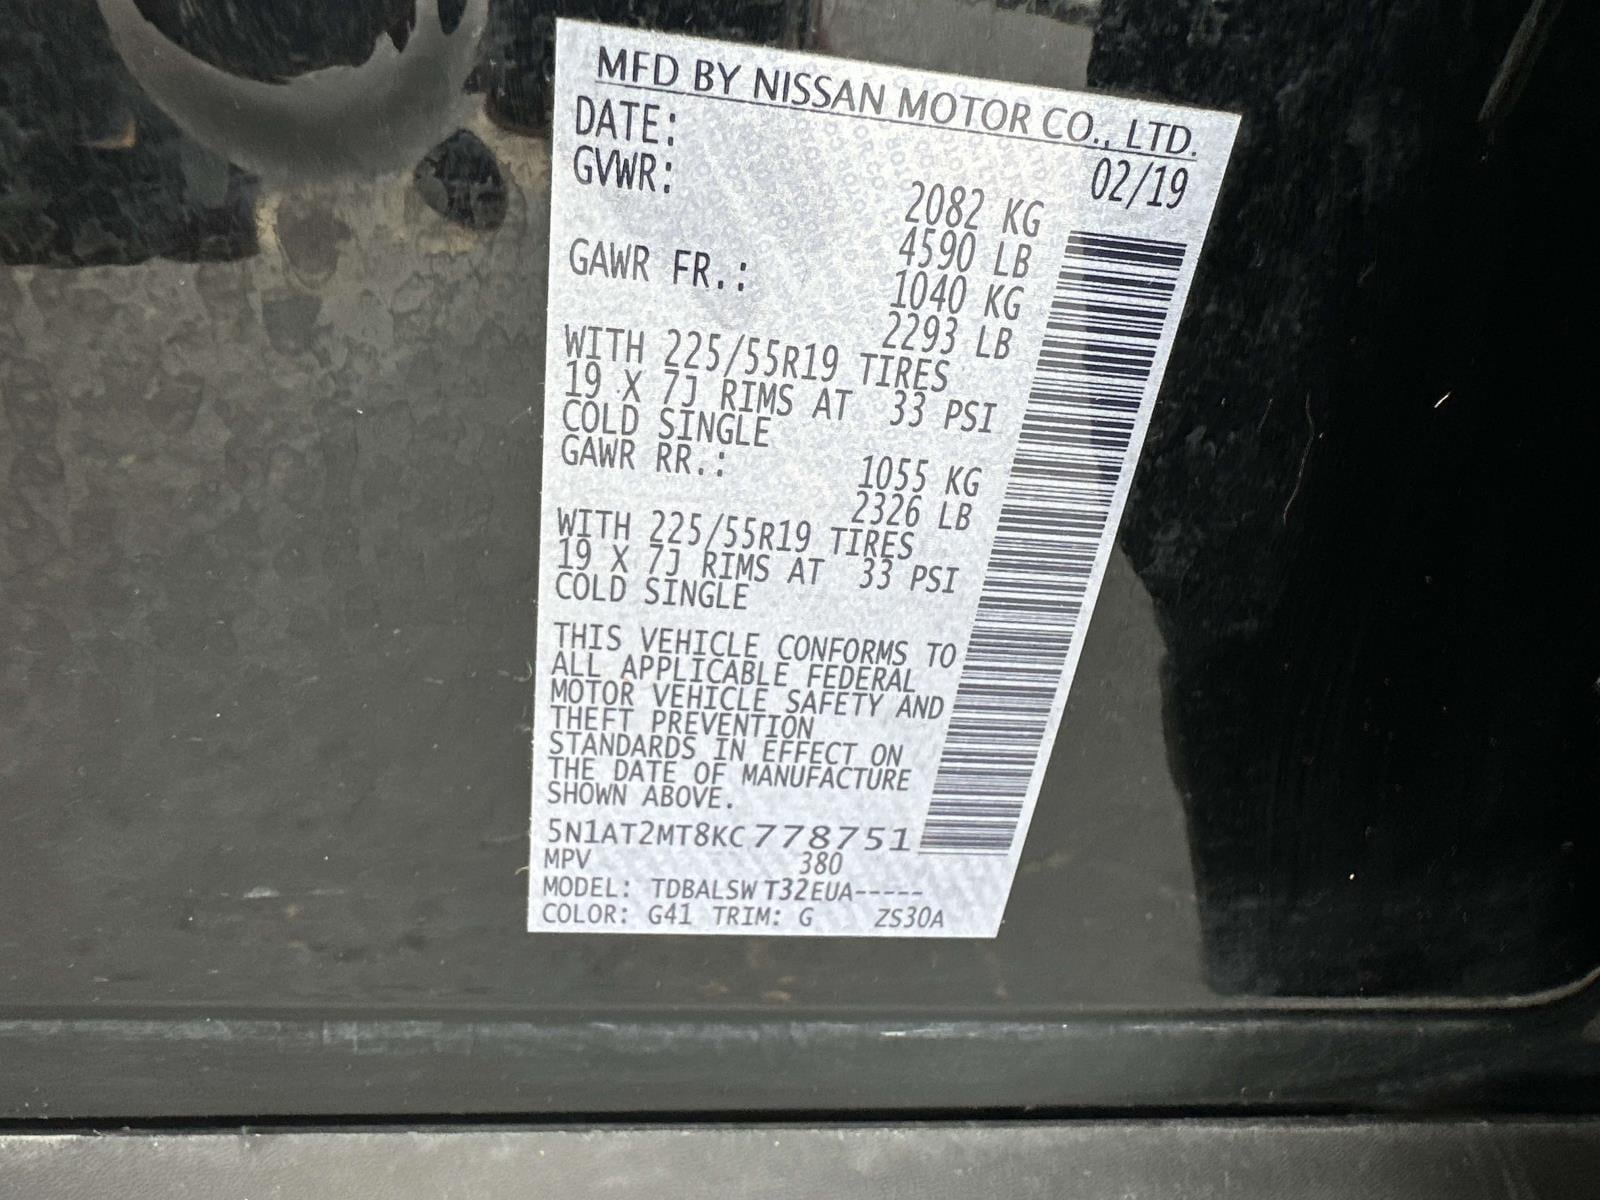 MFD BY NISSAN MOTOR CO., LTD.
DATE: 02/19
GVWR: 2082 KG
4590 LB
GAWR FR.: 1040 KG
2293 LB
WITH 225/55R19 TIRES
19 X 7J RIMS AT 33 PSI
COLD SINGLE
GAWR RR.: 1055 KG
2326 LB
WITH 225/55R19 TIRES
19 X 7J RIMS AT 33 PSI
COLD SINGLE
THIS VEHICLE CONFORMS TO
ALL APPLICABLE FEDERAL
MOTOR VEHICLE SAFETY AND
THEFT PREVENTION
STANDARDS IN EFFECT ON
THE DATE OF MANUFACTURE
SHOWN ABOVE.
5N1AT2MT8KC778751
MPV 380
MODEL: TDBALSW T32EUA-----
COLOR: G41 TRIM: G ZS30A